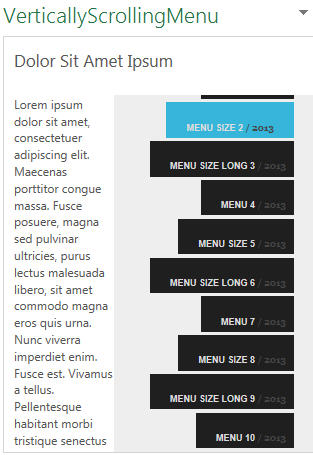 VerticallyScrollingMenu
Dolor Sit Amet Ipsum
Lorem ipsum
dolor sit amet,
consectetuer
adipiscing elit.
Maecenas
porttitor congue
massa. Fusce
posuere, magna
sed pulvinar
ultricies, purus
lectus malesuada
libero, sit amet
commodo magna
eros quis urna.
Nunc viverra
imperdiet enim.
Fusce est. Vivamus
a tellus.
Pellentesque
habitant morbi
tristique senectus
MENU SIZE 2 / 2013
MENU SIZE LONG 3 / 2013
MENU 4 / 2013
MENU SIZE 5 / 2013
MENU SIZE LONG 6 / 2013
MENU 7 / 2013
MENU SIZE 8 / 2013
MENU SIZE LONG 9 / 2013
MENU 10 / 2013